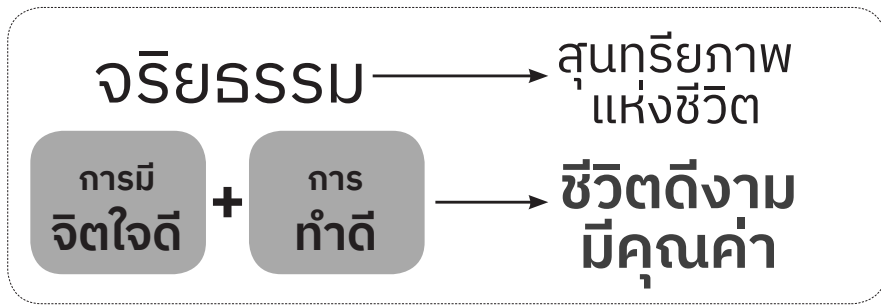 จริยธรรม
สุนทรียภาพ
แห่งชีวิต
การมี
จิตใจดี
+
การ
ทำดี
ชีวิตดีงาม
มีคุณค่า